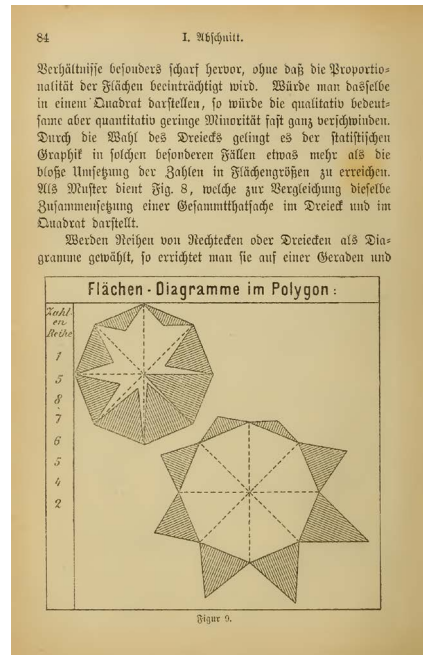 84
I. Abschnitt.
Verhältnisse besonders scharf hervor, ohne daß die Proportio-
nalität der Flächen beeinträchtigt wird. Würde man dasselbe
in einem Quadrat darstellen, so würde die qualitativ bedeut-
same aber quantitativ geringe Minorität fast ganz verschwinden.
Durch die Wahl des Dreiecks gelingt es der statistischen
Graphik in solchen besonderen Fällen etwas mehr als die
bloße Umsetzung der Zahlen in Flächengrößen zu erreichen.
Als Muster dient Fig. 8, welche zur Vergleichung dieselbe
Zusammensetzung einer Gesammtthatsache im Dreieck und im
Quadrat darstellt.
Werden Reihen von Rechtecken oder Dreiecken als Dia-
gramme gewählt, so errichtet man sie auf einer Geraden und
Flächen-Diagramme im Polygon:
Zahl-
en
Reihe
1
5
8
7
6
5
4
2
Figur 9.